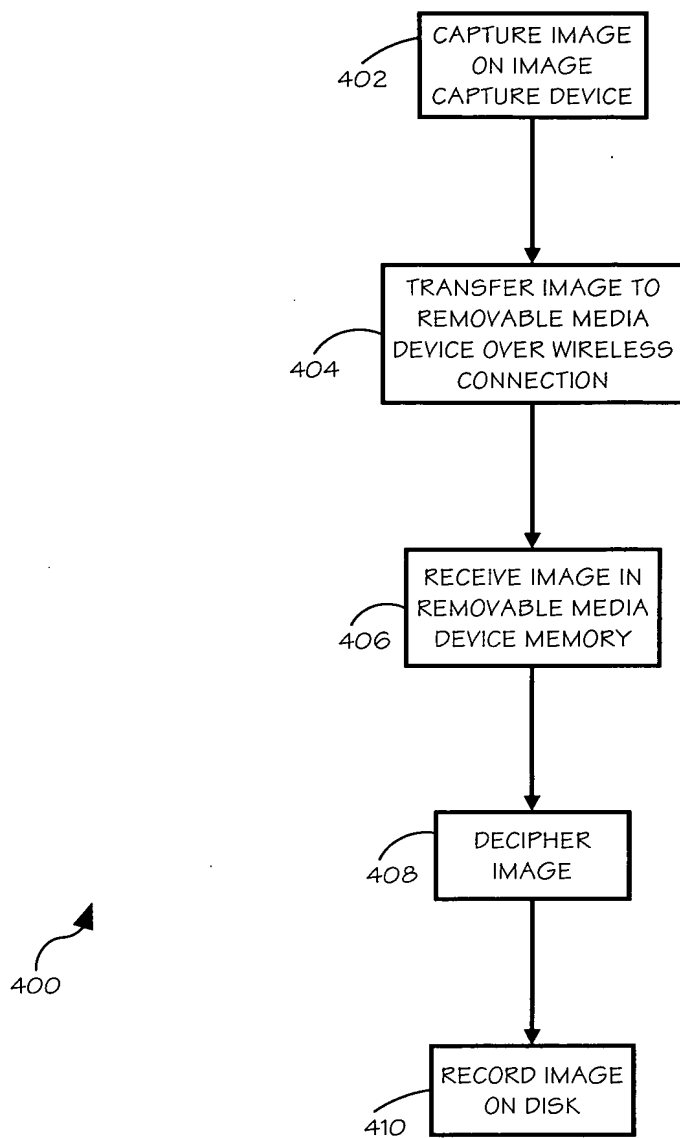 CAPTURE IMAGE
ON IMAGE
CAPTURE DEVICE
402
TRANSFER IMAGE TO
REMOVABLE MEDIA
DEVICE OVER WIRELESS
CONNECTION
404
RECEIVE IMAGE IN
REMOVABLE MEDIA
DEVICE MEMORY
406
DECIPHER
IMAGE
408
400
RECORD IMAGE
ON DISK
410